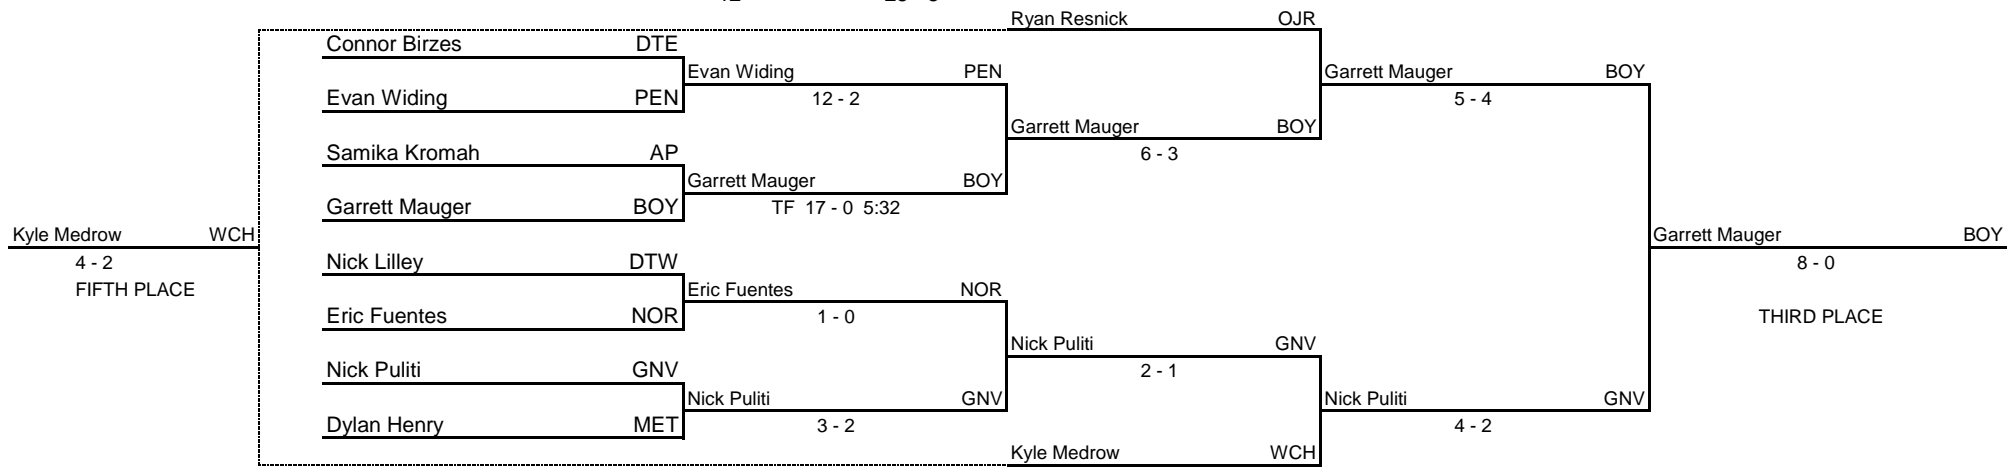 Ryan Resnick OJR
Connor Birzes DTE
Evan Widing PEN
Garrett Mauger BOY
Evan Widing PEN
12 - 2
5 - 4
Garrett Mauger BOY
Samika Kromah AP
6 - 3
Garrett Mauger BOY
Garrett Mauger BOY
TF 17 - 0 5:32
Kyle Medrow WCH
Garrett Mauger BOY
4 - 2
Nick Lilley DTW
8 - 0
FIFTH PLACE
Eric Fuentes NOR
Eric Fuentes NOR
1 - 0
THIRD PLACE
Nick Puliti GNV
Nick Puliti GNV
2 - 1
Nick Puliti GNV
Nick Puliti GNV
Dylan Henry MET
3 - 2
4 - 2
Kyle Medrow WCH